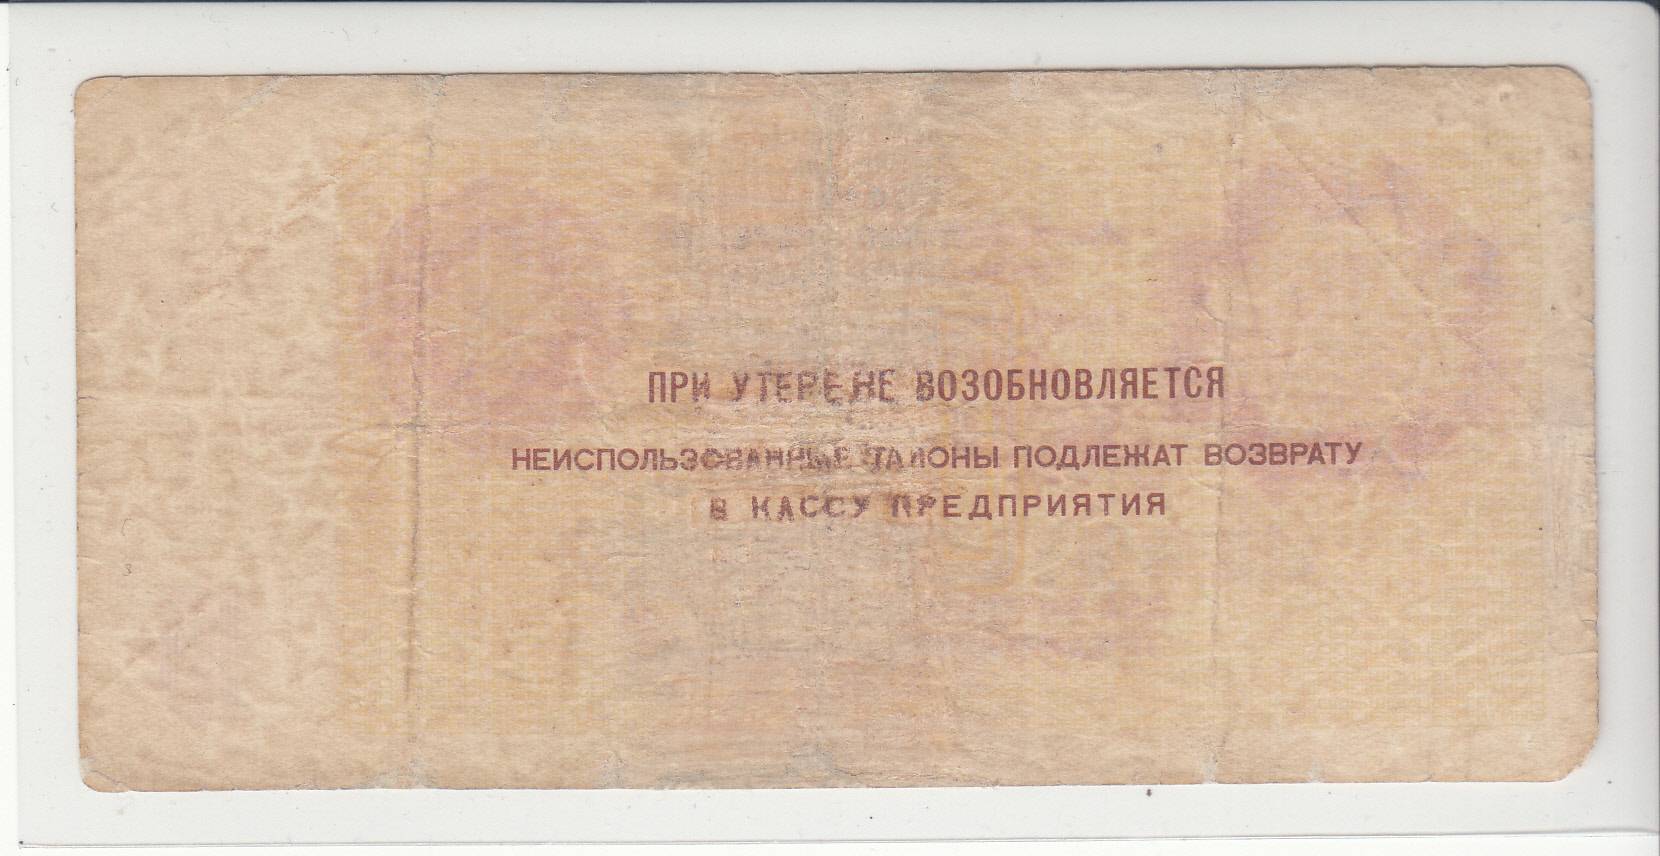 ПРИ УТЕРЕ НЕ ВОЗОБНОВЛЯЕТСЯ
НЕИСПОЛЬЗОВАННЫЕ ТАЛОНЫ ПОДЛЕЖАТ ВОЗВРАТУ
В КАССУ ПРЕДПРИЯТИЯ